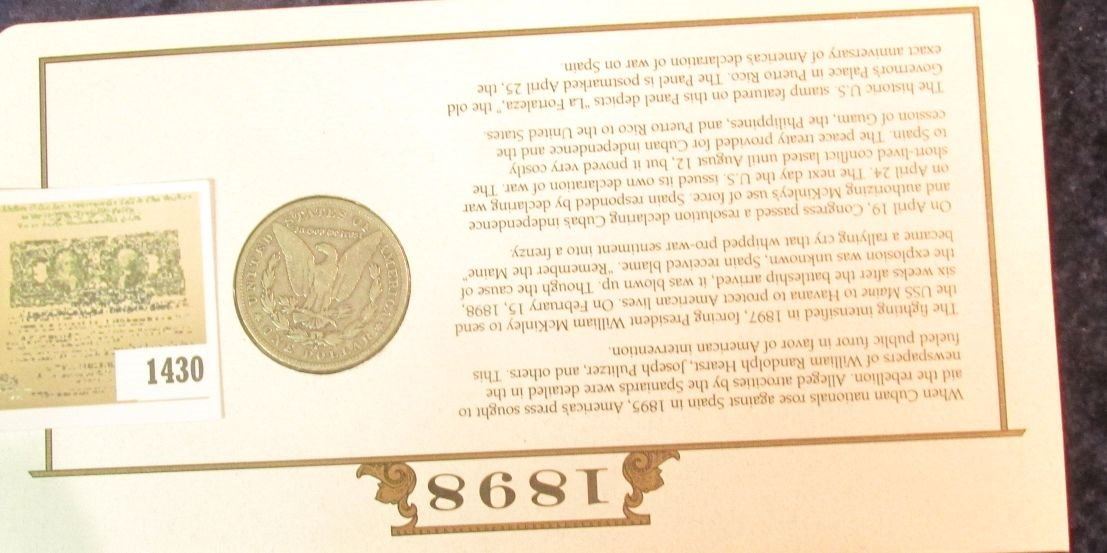 1898
When Cuban nationals rose against Spain in 1895, America's press sought to
aid the rebellion. Alleged atrocities by the Spaniards were detailed in the
newspapers of William Randolph Hearst, Joseph Pulitzer, and others. This
fueled public furor in favor of American intervention.
The fighting intensified in 1897, forcing President William McKinley to send
the USS Maine to Havana to protect American lives. On February 15, 1898,
six weeks after the battleship arrived, it was blown up. Though the cause of
the explosion was unknown, Spain received blame. "Remember the Maine"
became a rallying cry that whipped pro-war sentiment into a frenzy.
On April 19, Congress passed a resolution declaring Cuba's independence
and authorizing McKinley's use of force. Spain responded by declaring war
on April 24. The next day the U.S. issued its own declaration of war. The
short-lived conflict lasted until August 12, but it proved very costly
to Spain. The peace treaty provided for Cuban independence and the
cession of Guam, the Philippines, and Puerto Rico to the United States.
The historic U.S. stamp featured on this Panel depicts "La Fortaleza," the old
Governor's Palace in Puerto Rico. The Panel is postmarked April 25, the
exact anniversary of America's declaration of war on Spain.
UNITED STATES OF AMERICA
In God we trust
ONE DOLLAR
1430